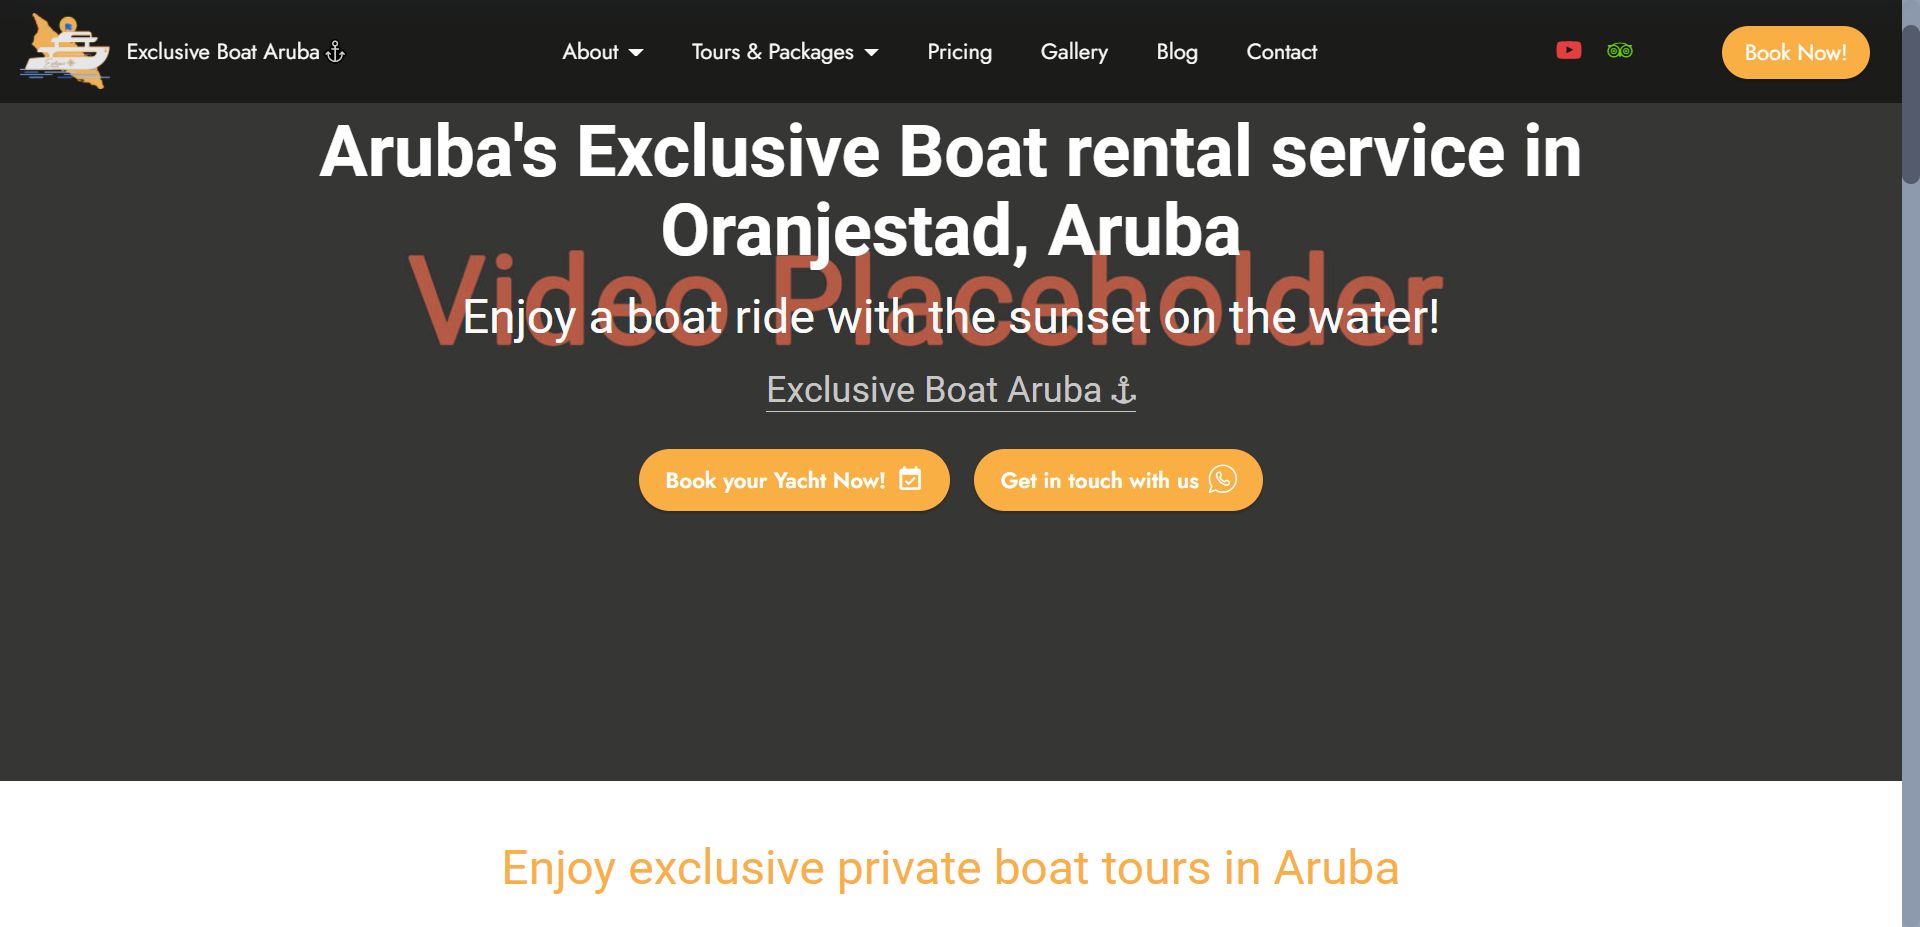 Exclusive Boat Aruba
About
Tours & Packages
Pricing
Gallery
Blog
Contact
Book Now!
Aruba's Exclusive Boat rental service in
Oranjestad, Aruba
Video Placeholder
Enjoy a boat ride with the sunset on the water!
Exclusive Boat Aruba
Book your Yacht Now!
Get in touch with us
Enjoy exclusive private boat tours in Aruba